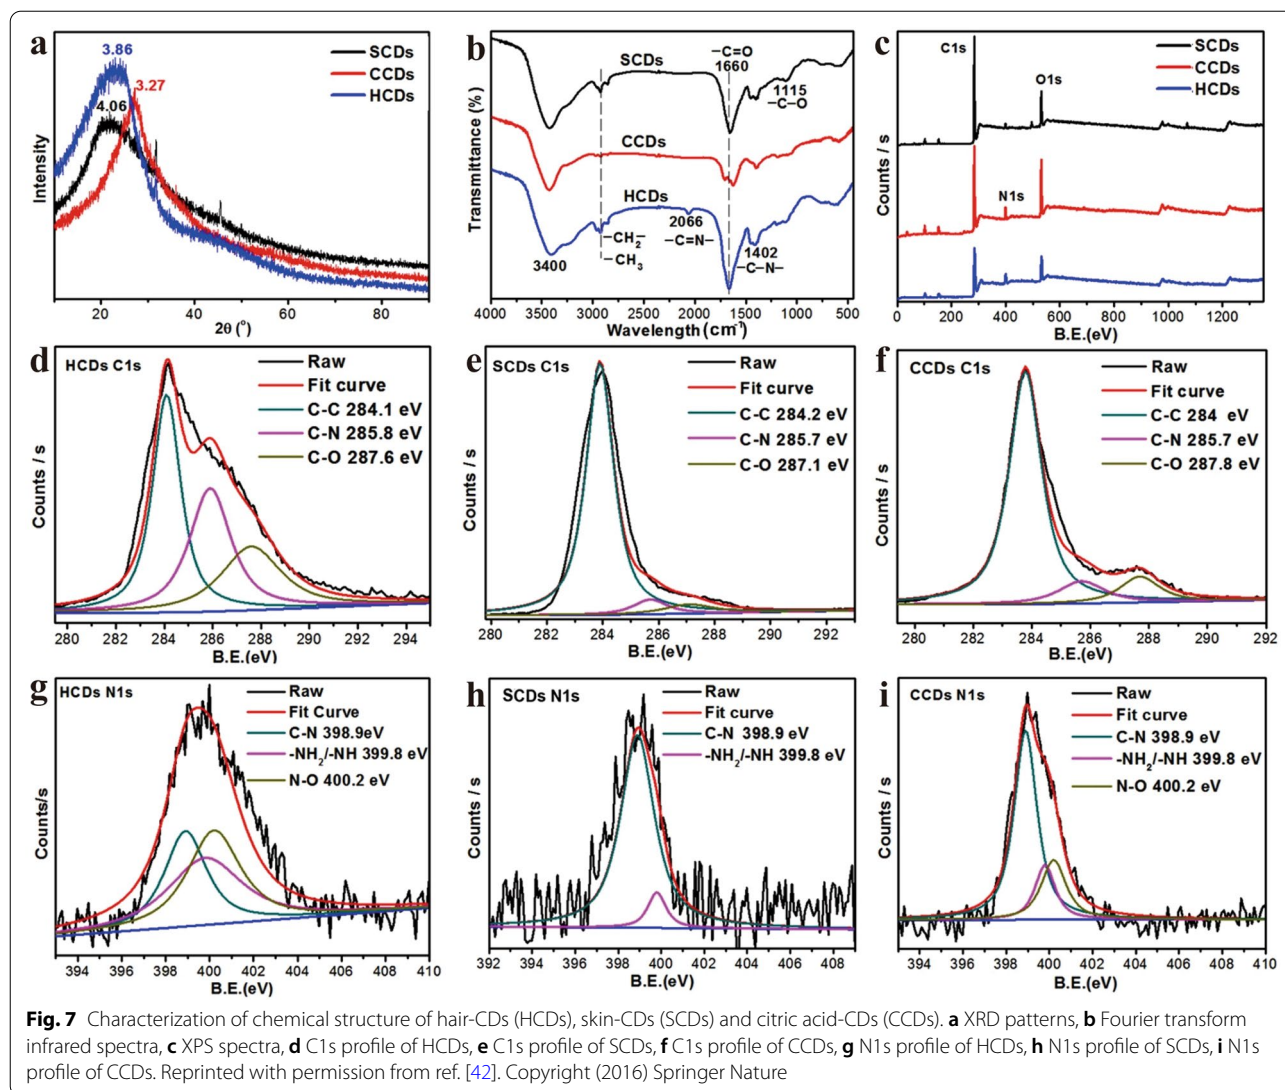 a
3.86
3.27
4.06
SCDs
CCDs
HCDs
Intensity
20
40
60
80
2θ (°)
b
SCDs
CCDs
HCDs
–C=O
1660
1115
–C–O
2066
–C=N–
1402
–C–N–
3400
–CH2–
–CH3
Transmittance (%)
4000 3500 3000 2500 2000 1500 1000 500
Wavelength (cm-1)
c
C1s
O1s
N1s
SCDs
CCDs
HCDs
Counts / s
0 200 400 600 800 1000 1200
B.E.(eV)
d HCDs C1s
Raw
Fit curve
C-C 284.1 eV
C-N 285.8 eV
C-O 287.6 eV
Counts / s
280 282 284 286 288 290 292 294
B.E.(eV)
e SCDs C1s
Raw
Fit curve
C-C 284.2 eV
C-N 285.7 eV
C-O 287.1 eV
Counts / s
280 282 284 286 288 290 292
B.E.(eV)
f CCDs C1s
Raw
Fit curve
C-C 284 eV
C-N 285.7 eV
C-O 287.8 eV
Counts / s
280 282 284 286 288 290 292
B.E.(eV)
g HCDs N1s
Raw
Fit Curve
C-N 398.9eV
-NH2/-NH 399.8 eV
N-O 400.2 eV
Counts/s
394 396 398 400 402 404 406 408 410
B.E.(eV)
h SCDs N1s
Raw
Fit curve
C-N 398.9 eV
-NH2/-NH 399.8 eV
Counts / s
392 394 396 398 400 402 404 406 408
B.E.(eV)
i CCDs N1s
Raw
Fit curve
C-N 398.9 eV
-NH2/-NH 399.8 eV
N-O 400.2 eV
Counts / s
394 396 398 400 402 404 406 408 410
B.E.(eV)
Fig. 7 Characterization of chemical structure of hair-CDs (HCDs), skin-CDs (SCDs) and citric acid-CDs (CCDs). a XRD patterns, b Fourier transform
infrared spectra, c XPS spectra, d C1s profile of HCDs, e C1s profile of SCDs, f C1s profile of CCDs, g N1s profile of HCDs, h N1s profile of SCDs, i N1s
profile of CCDs. Reprinted with permission from ref. [42]. Copyright (2016) Springer Nature